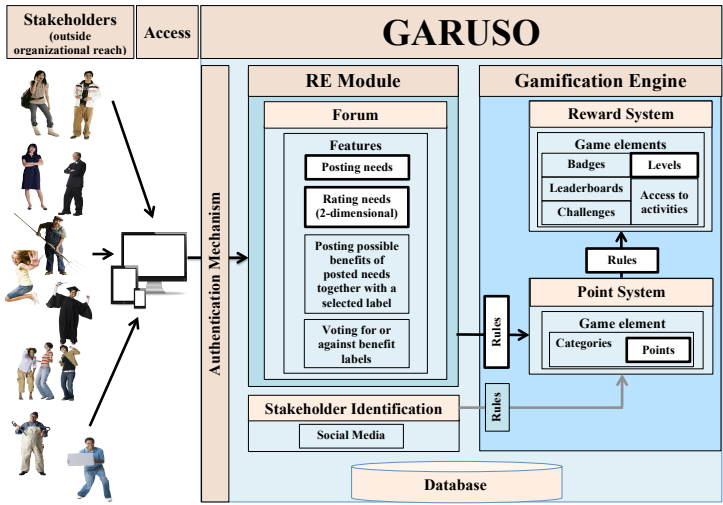 Stakeholders
(outside
organizational reach)
Access
GARUSO
Authentication Mechanism
RE Module
Forum
Features
Posting needs
Rating needs
(2-dimensional)
Posting possible
benefits of
posted needs
together with a
selected label
Voting for or
against benefit
labels
Stakeholder Identification
Social Media
Rules
Rules
Gamification Engine
Reward System
Game elements
Badges
Levels
Leaderboards
Access to
activities
Challenges
Rules
Point System
Game element
Categories
Points
Database